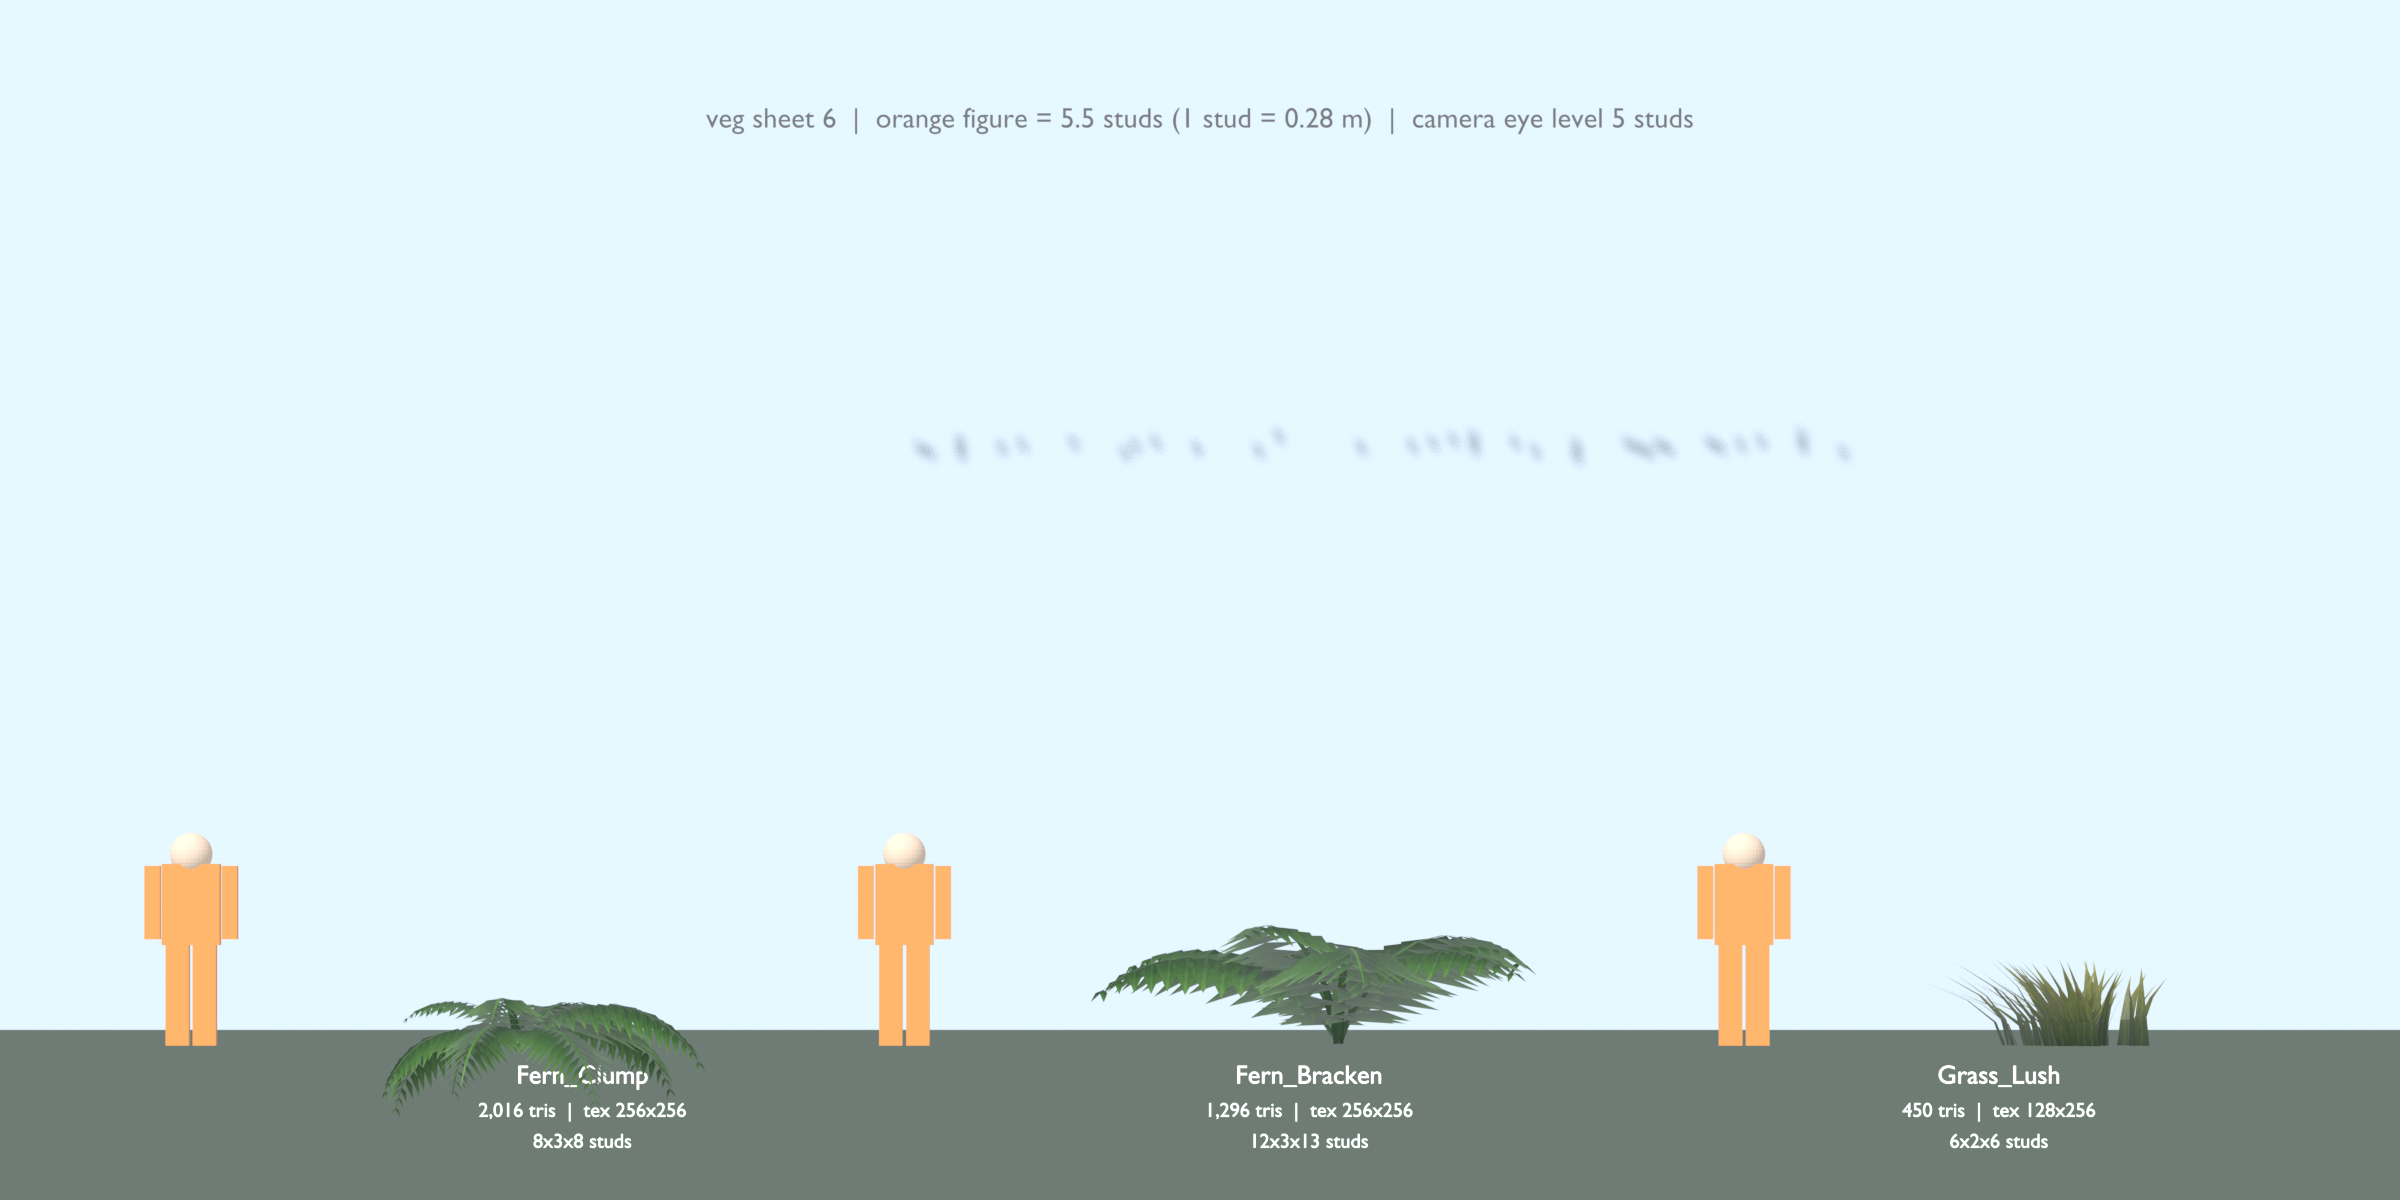 veg sheet 6 | orange figure = 5.5 studs (1 stud = 0.28 m) | camera eye level 5 studs
Fern_Clump
2,016 tris | tex 256x256
8x3x8 studs
Fern_Bracken
1,296 tris | tex 256x256
12x3x13 studs
Grass_Lush
450 tris | tex 128x256
6x2x6 studs